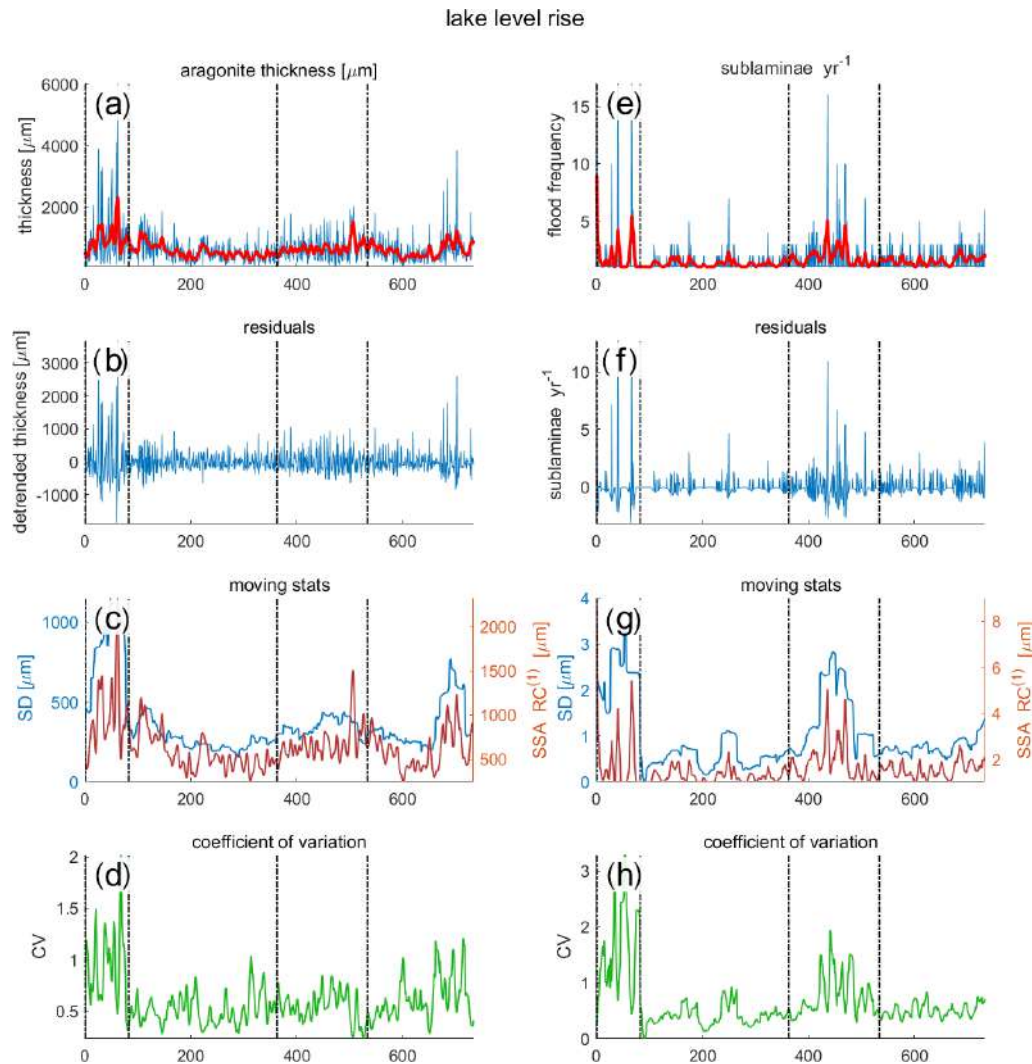 lake level rise
aragonite thickness [μm]
(a)
thickness [μm]
6000
4000
2000
0 200 400 600
sublaminae yr⁻¹
(e)
flood frequency
15
10
5
0 200 400 600
residuals
(b)
detrended thickness [μm]
3000
2000
1000
0
-1000
0 200 400 600
residuals
(f)
sublaminae yr⁻¹
10
5
0
0 200 400 600
moving stats
(c)
SD [μm]
1000
500
0
SSA RC⁽¹⁾ [μm]
2000
1500
1000
500
0 200 400 600
moving stats
(g)
SD [μm]
4
3
2
1
0
SSA RC⁽¹⁾ [μm]
8
6
4
2
0 200 400 600
coefficient of variation
(d)
CV
2
1.5
1
0.5
0 200 400 600
coefficient of variation
(h)
CV
3
2
1
0
0 200 400 600